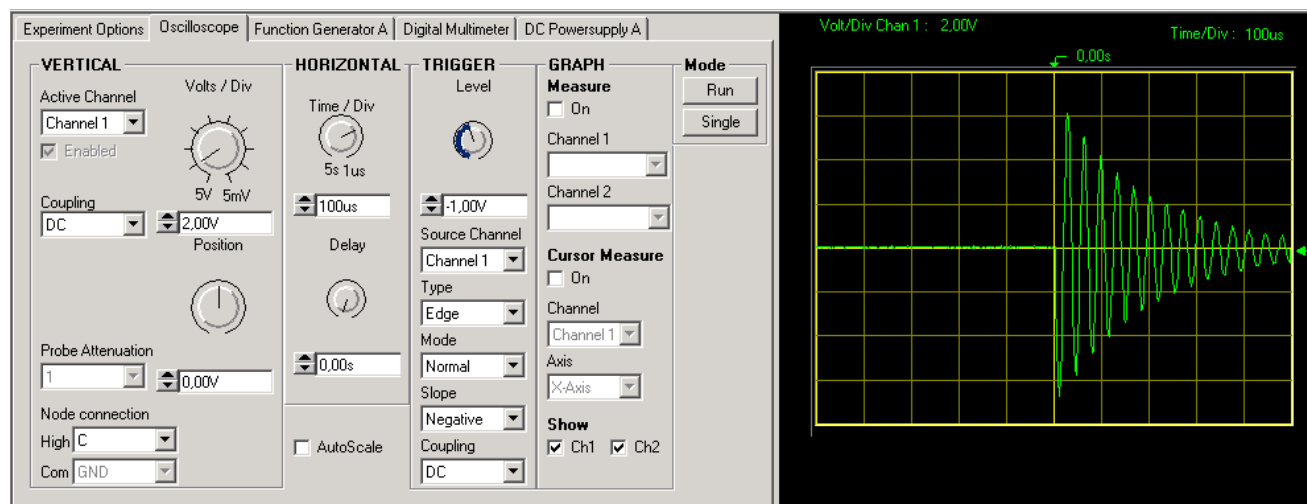 Experiment Options Oscilloscope Function Generator A Digital Multimeter DC Powersupply A
VERTICAL
Active Channel
Channel 1
Enabled
Coupling
DC
Volts / Div
5V 5mV
2,00V
Position
Probe Attenuation
1
0,00V
Node connection
High C
Com GND
HORIZONTAL
Time / Div
5s 1us
100us
Delay
0,00s
AutoScale
TRIGGER
Level
-1,00V
Source Channel
Channel 1
Type
Edge
Mode
Normal
Slope
Negative
Coupling
DC
GRAPH
Measure
On
Channel 1
Channel 2
Cursor Measure
On
Channel
Channel 1
Axis
X-Axis
Show
Ch1 Ch2
Mode
Run
Single
Volt/Div Chan 1 : 2,00V
Time/Div : 100us
0,00s